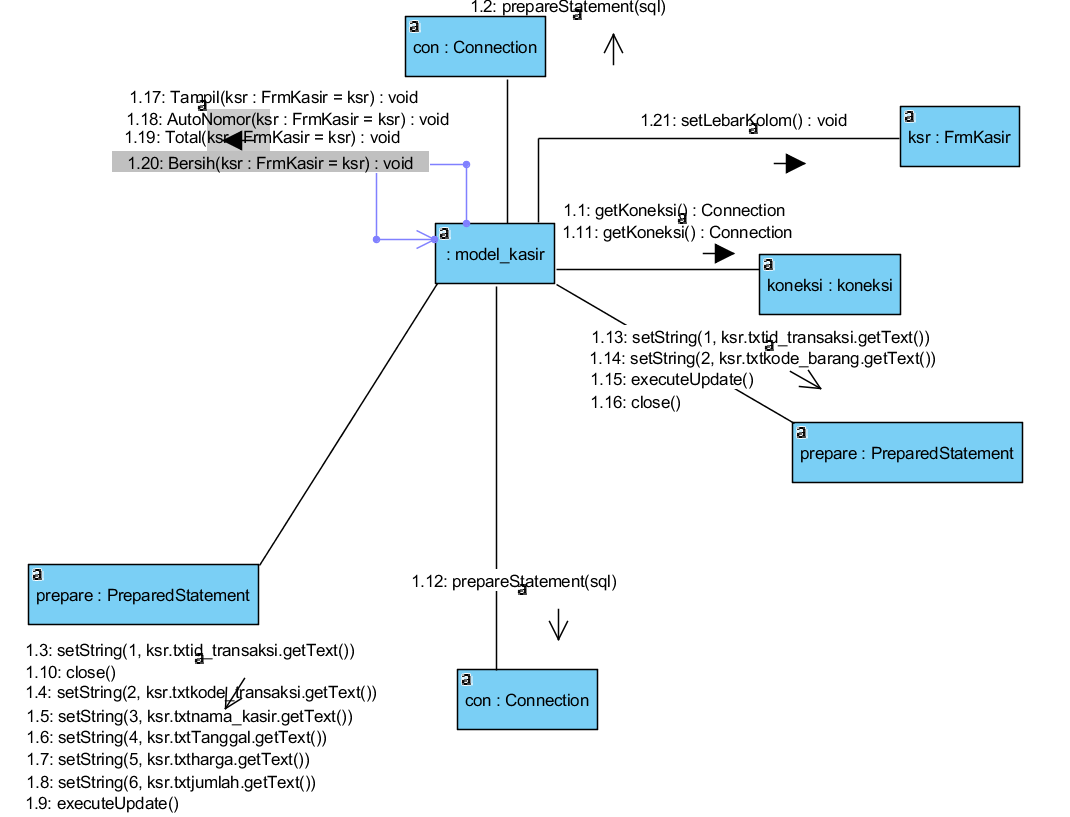 1.2: prepareStatement(sql)
a
con : Connection
1.17: Tampil(ksr : FrmKasir = ksr) : void
1.18: AutoNomor(ksr : FrmKasir = ksr) : void
1.19: Total(ksr : FrmKasir = ksr) : void
1.20: Bersih(ksr : FrmKasir = ksr) : void
1.21: setLebarKolom() : void
a
ksr : FrmKasir
a
: model_kasir
1.1: getKoneksi() : Connection
1.11: getKoneksi() : Connection
a
koneksi : koneksi
1.13: setString(1, ksr.txtid_transaksi.getText())
1.14: setString(2, ksr.txtkode_barang.getText())
1.15: executeUpdate()
1.16: close()
a
prepare : PreparedStatement
a
prepare : PreparedStatement
1.12: prepareStatement(sql)
a
con : Connection
1.3: setString(1, ksr.txtid_transaksi.getText())
1.10: close()
1.4: setString(2, ksr.txtkode_transaksi.getText())
1.5: setString(3, ksr.txtnama_kasir.getText())
1.6: setString(4, ksr.txtTanggal.getText())
1.7: setString(5, ksr.txtharga.getText())
1.8: setString(6, ksr.txtjumlah.getText())
1.9: executeUpdate()